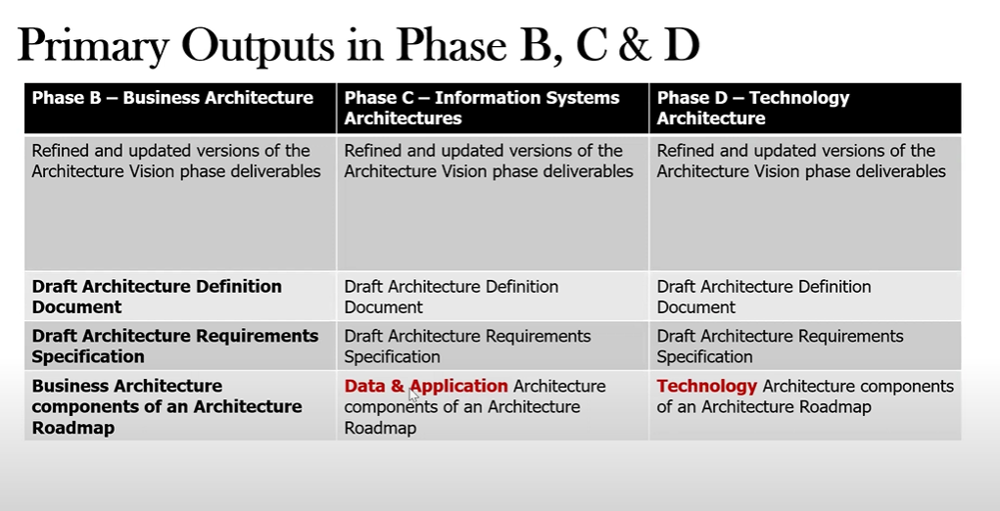 Primary Outputs in Phase B, C & D
Phase B – Business Architecture
Phase C – Information Systems
Architectures
Phase D – Technology
Architecture
Refined and updated versions of the
Architecture Vision phase deliverables
Refined and updated versions of the
Architecture Vision phase deliverables
Refined and updated versions of the
Architecture Vision phase deliverables
Draft Architecture Definition
Document
Draft Architecture Definition
Document
Draft Architecture Definition
Document
Draft Architecture Requirements
Specification
Draft Architecture Requirements
Specification
Draft Architecture Requirements
Specification
Business Architecture
components of an Architecture
Roadmap
Data & Application Architecture
components of an Architecture
Roadmap
Technology Architecture components
of an Architecture Roadmap